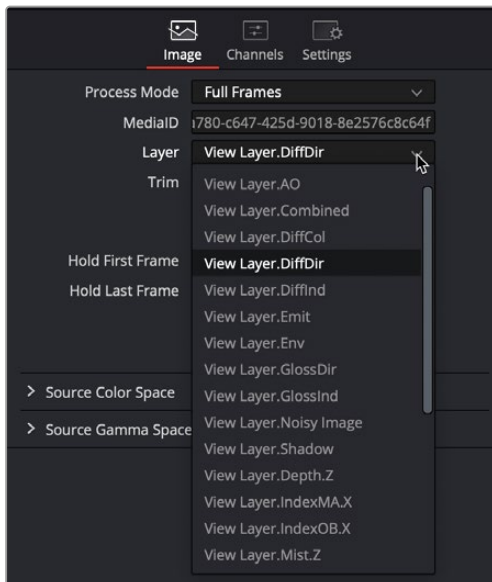 Image Channels Settings
Process Mode Full Frames
MediaID 780-c647-425d-9018-8e2576c8c64f
Layer View Layer.DiffDir
Trim
View Layer.AO
View Layer.Combined
View Layer.DiffCol
Hold First Frame
View Layer.DiffDir
Hold Last Frame
View Layer.DiffInd
View Layer.Emit
View Layer.Env
View Layer.GlossDir
Source Color Space
View Layer.GlossInd
Source Gamma Space
View Layer.Noisy Image
View Layer.Shadow
View Layer.Depth.Z
View Layer.IndexMA.X
View Layer.IndexOB.X
View Layer.Mist.Z